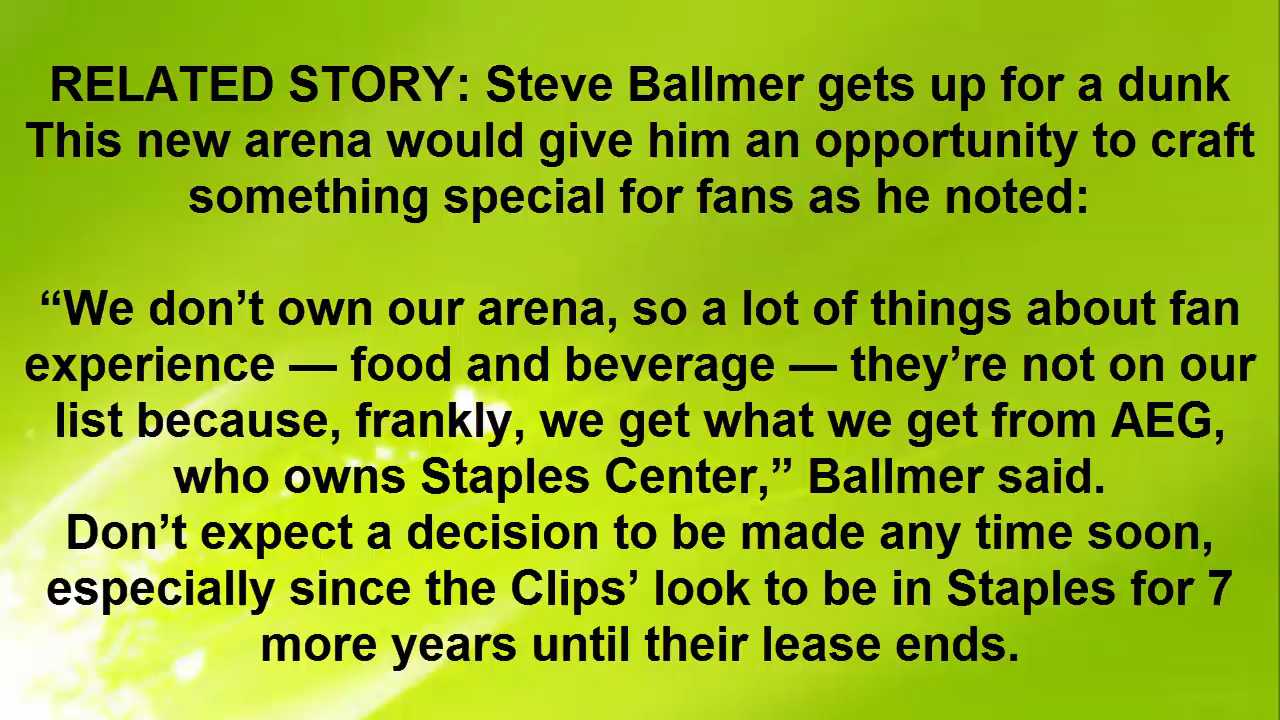 RELATED STORY: Steve Ballmer gets up for a dunk
This new arena would give him an opportunity to craft
something special for fans as he noted:
“We don’t own our arena, so a lot of things about fan
experience — food and beverage — they’re not on our
list because, frankly, we get what we get from AEG,
who owns Staples Center,” Ballmer said.
Don’t expect a decision to be made any time soon,
especially since the Clips’ look to be in Staples for 7
more years until their lease ends.